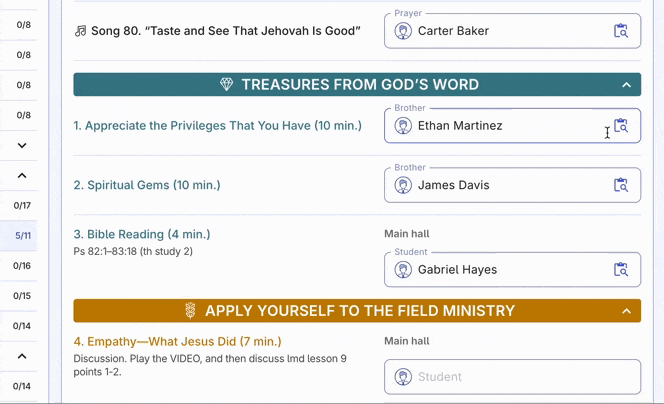 0/8
0/8
0/8
0/8
0/17
5/11
0/16
0/15
0/14
0/14
Song 80. “Taste and See That Jehovah Is Good”
Prayer
Carter Baker
TREASURES FROM GOD’S WORD
1. Appreciate the Privileges That You Have (10 min.)
Brother
Ethan Martinez
2. Spiritual Gems (10 min.)
Brother
James Davis
3. Bible Reading (4 min.)
Ps 82:1–83:18 (th study 2)
Main hall
Student
Gabriel Hayes
APPLY YOURSELF TO THE FIELD MINISTRY
4. Empathy—What Jesus Did (7 min.)
Discussion. Play the VIDEO, and then discuss lmd lesson 9
points 1-2.
Main hall
Student